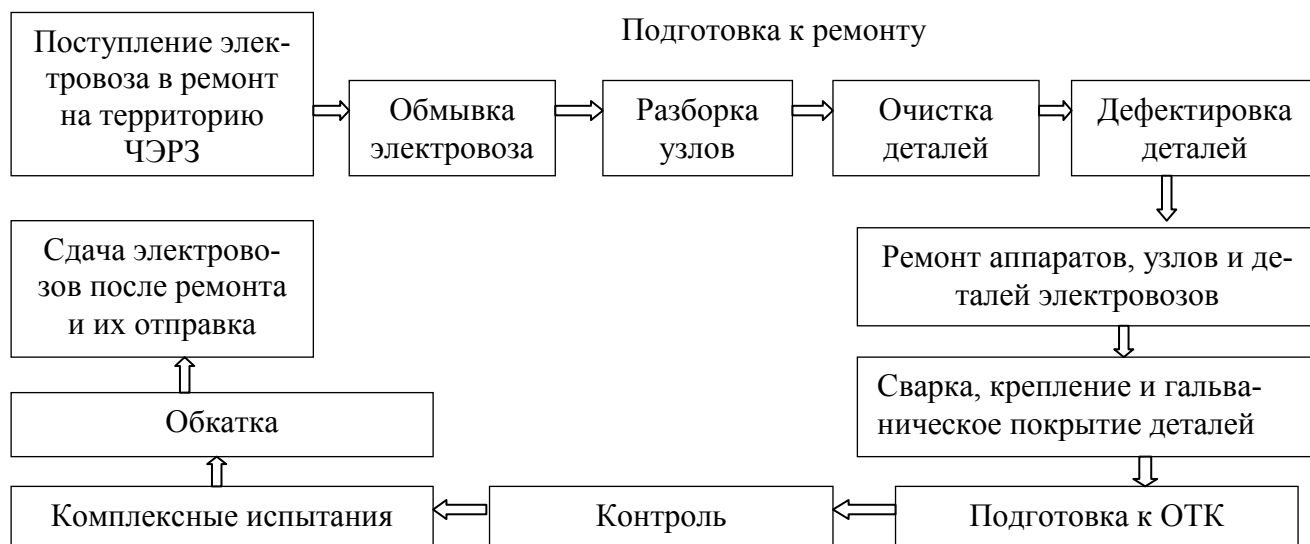 Подготовка к ремонту
Поступление элек-
тровоза в ремонт
на территорию
ЧЭРЗ
Обмывка
электровоза
Разборка
узлов
Очистка
деталей
Дефектировка
деталей
Ремонт аппаратов, узлов и де-
талей электровозов
Сварка, крепление и гальва-
ническое покрытие деталей
Подготовка к ОТК
Контроль
Комплексные испытания
Обкатка
Сдача электрово-
зов после ремонта
и их отправка